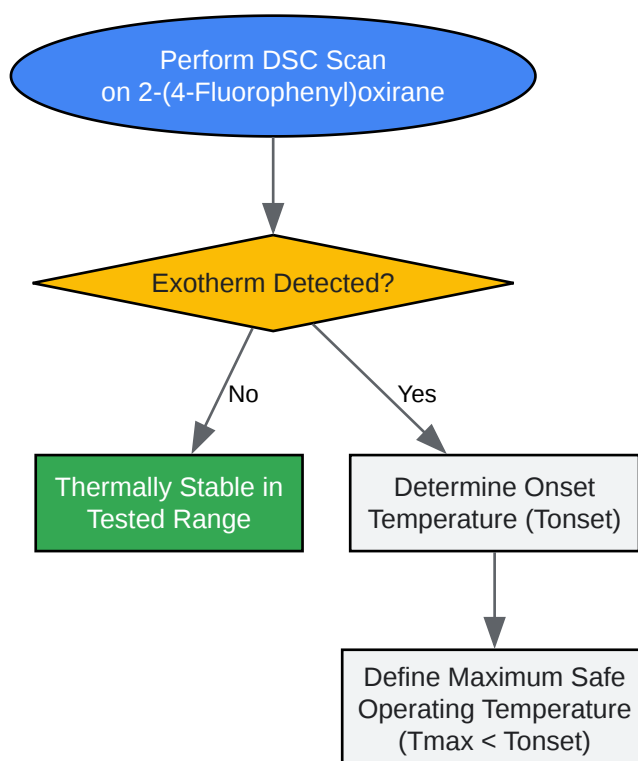 Perform DSC Scan
on 2-(4-Fluorophenyl)oxirane
Exotherm Detected?
No
Yes
Thermally Stable in
Tested Range
Determine Onset
Temperature (Tonset)
Define Maximum Safe
Operating Temperature
(Tmax < Tonset)